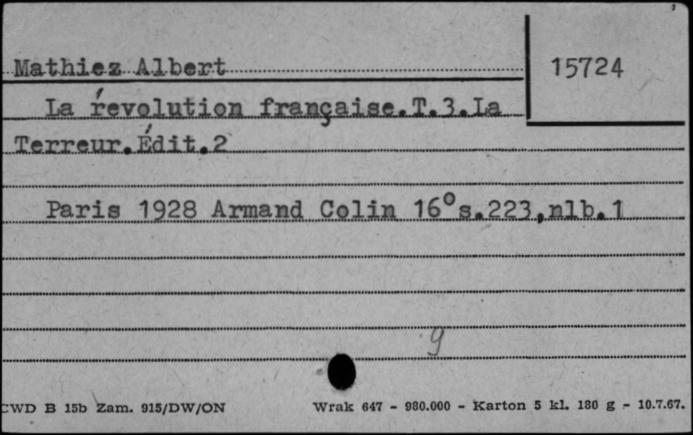 Mathiez Albert
15724
La révolution française.T.3.La
Terreur.Édit.2
Paris 1928 Armand Colin 16° s.223,nlb.1
9
CWD B 15b Zam. 915/DW/ON Wrak 647 - 980.000 - Karton 5 kl. 180 g - 10.7.67.